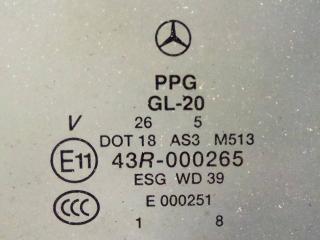 PPG
GL-20
V 26 5
DOT 18 AS3 M513
E11 43R-000265
ESG WD 39
CCC E 000251
1 8